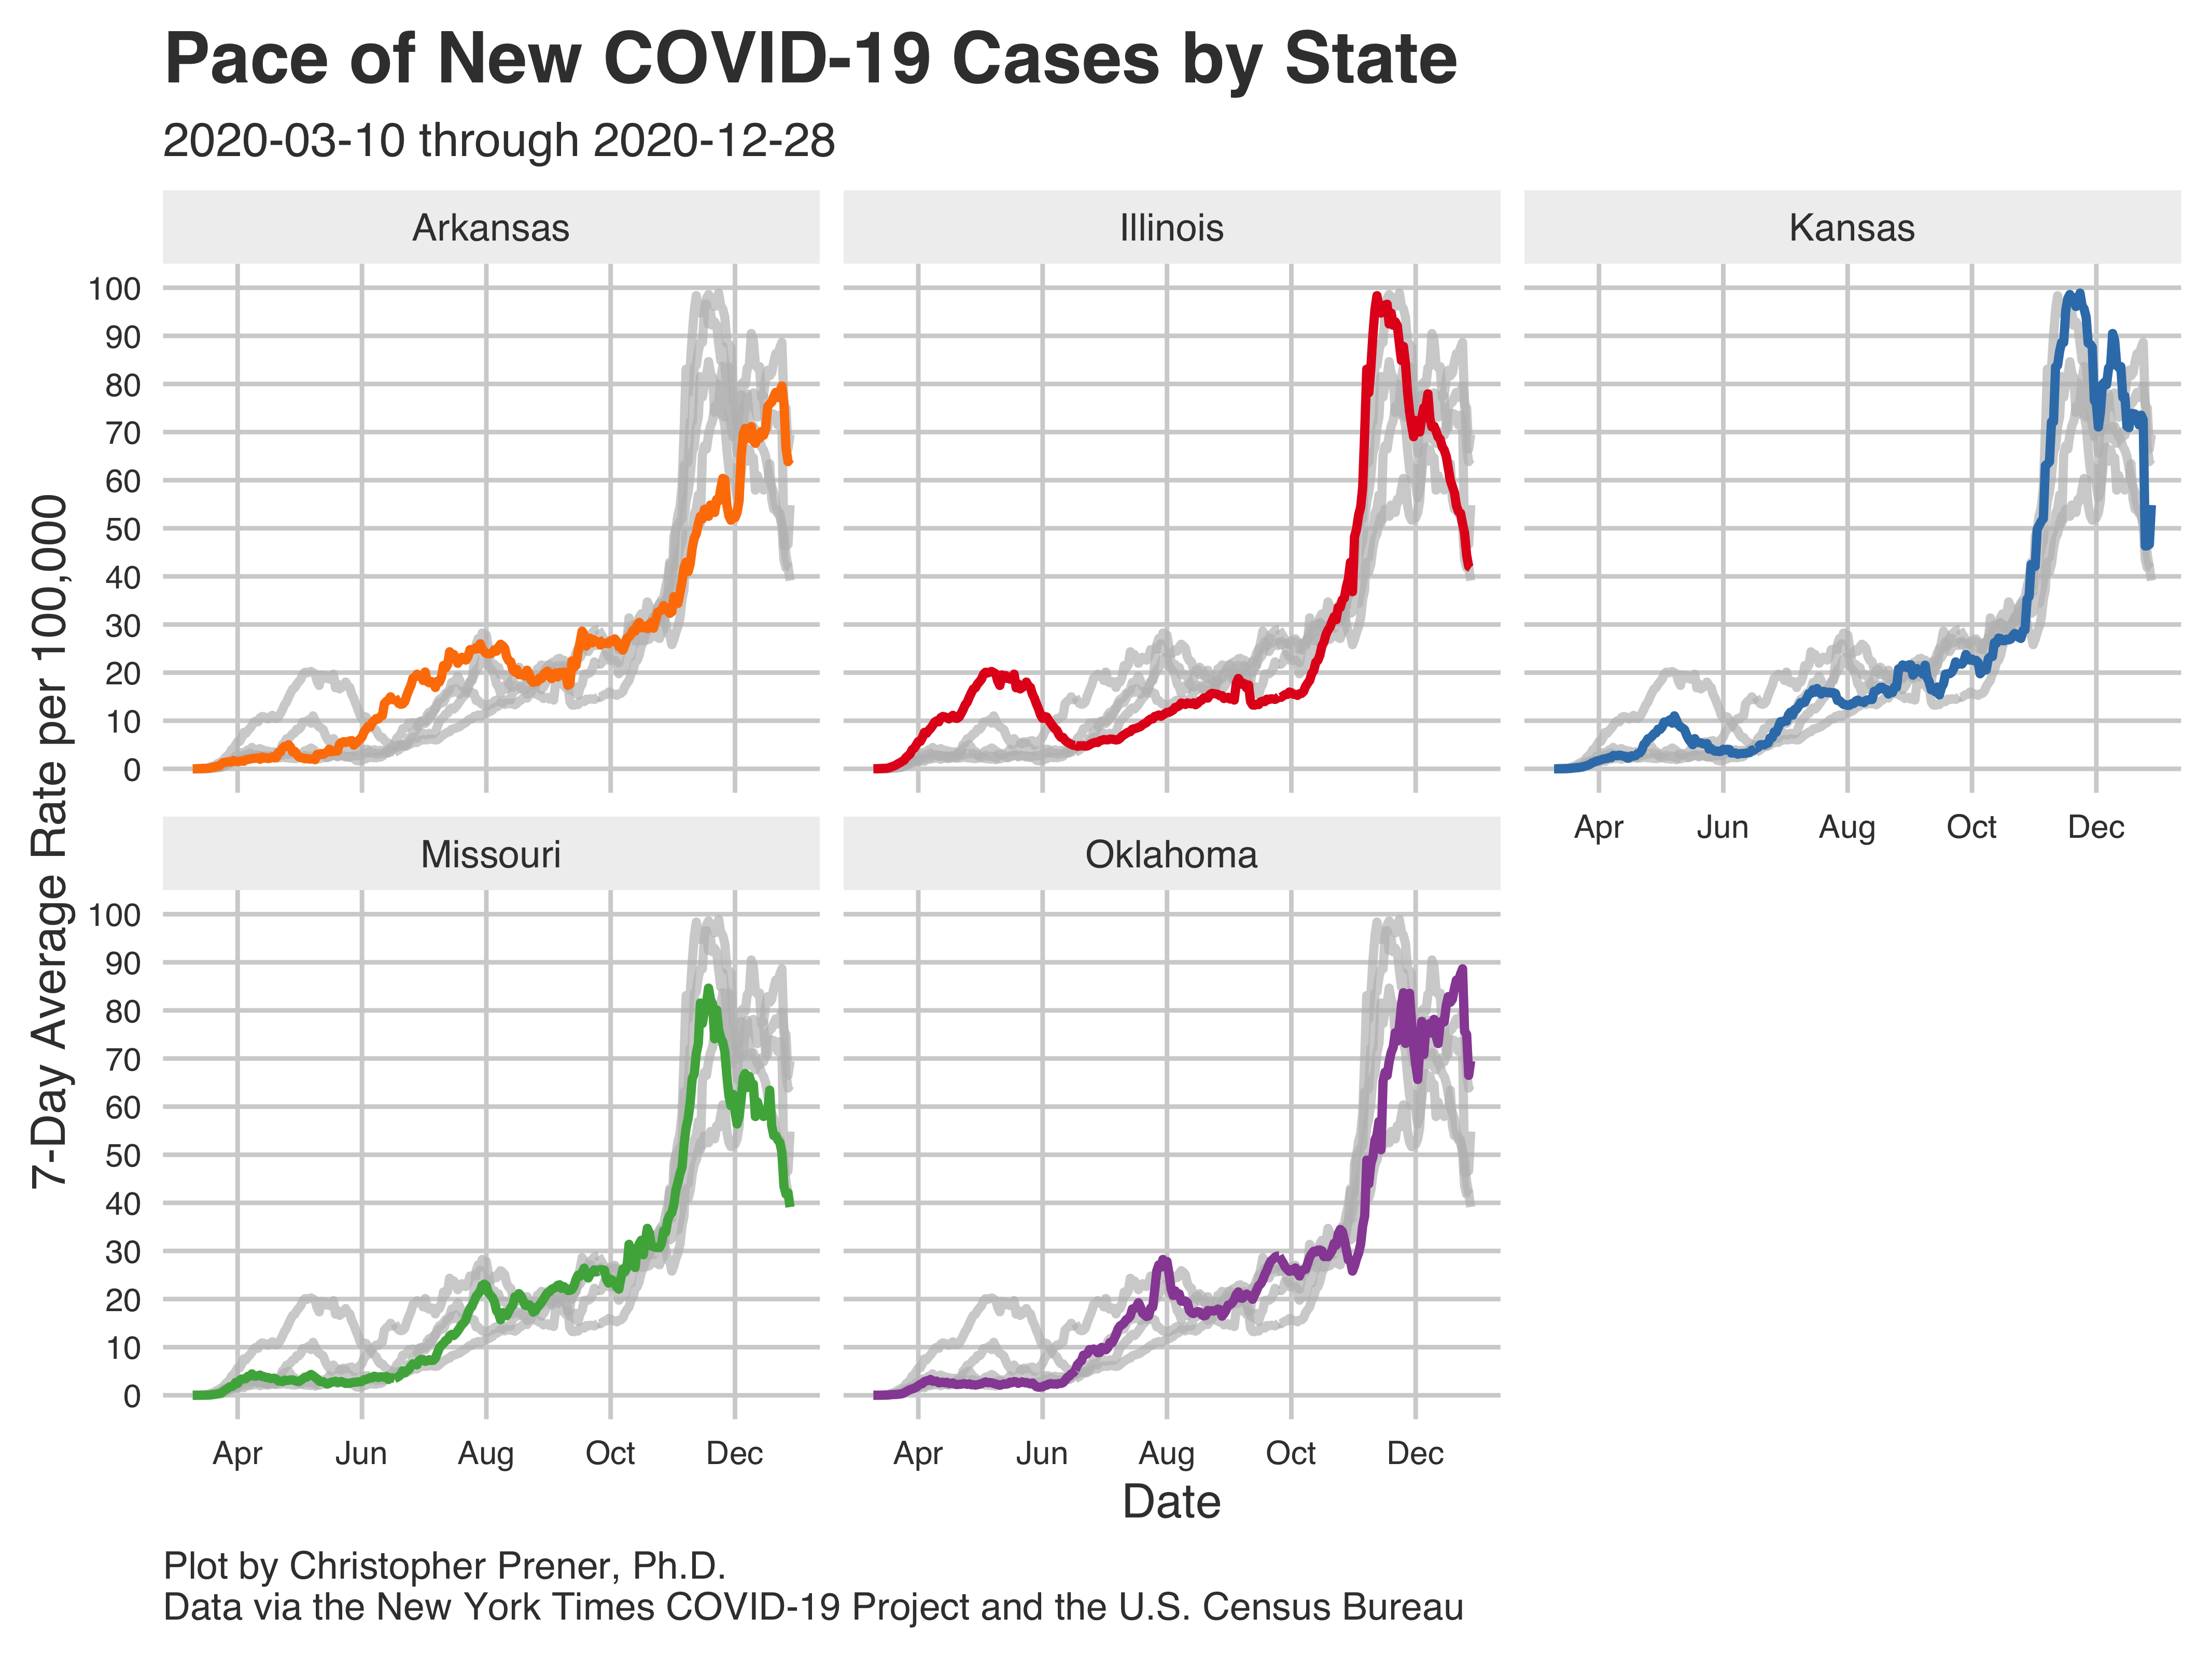 Pace of New COVID-19 Cases by State
2020-03-10 through 2020-12-28
Arkansas
Illinois
Kansas
100
90
80
70
60
50
40
30
20
10
0
Apr
Jun
Aug
Oct
Dec
Missouri
Oklahoma
100
90
80
70
60
50
40
30
20
10
0
Apr
Jun
Aug
Oct
Dec
Apr
Jun
Aug
Oct
Dec
7-Day Average Rate per 100,000
Date
Plot by Christopher Prener, Ph.D.
Data via the New York Times COVID-19 Project and the U.S. Census Bureau